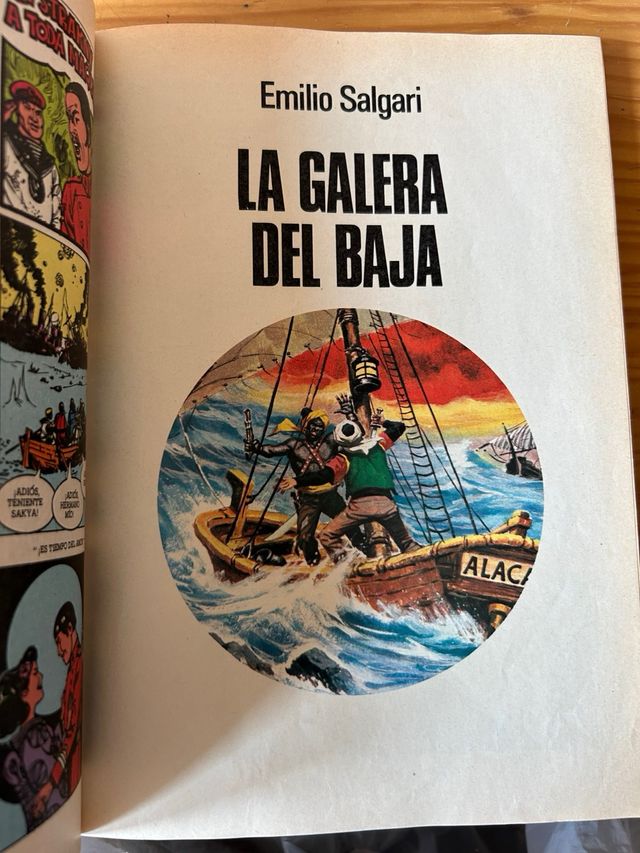 A TODA
¡ADIÓS,
TENIENTE
SAKYA!
¡ADIÓS,
HERMANO
MÍO!
¡ES TIEMPO DEL
Emilio Salgari
LA GALERA
DEL BAJA
ALACA